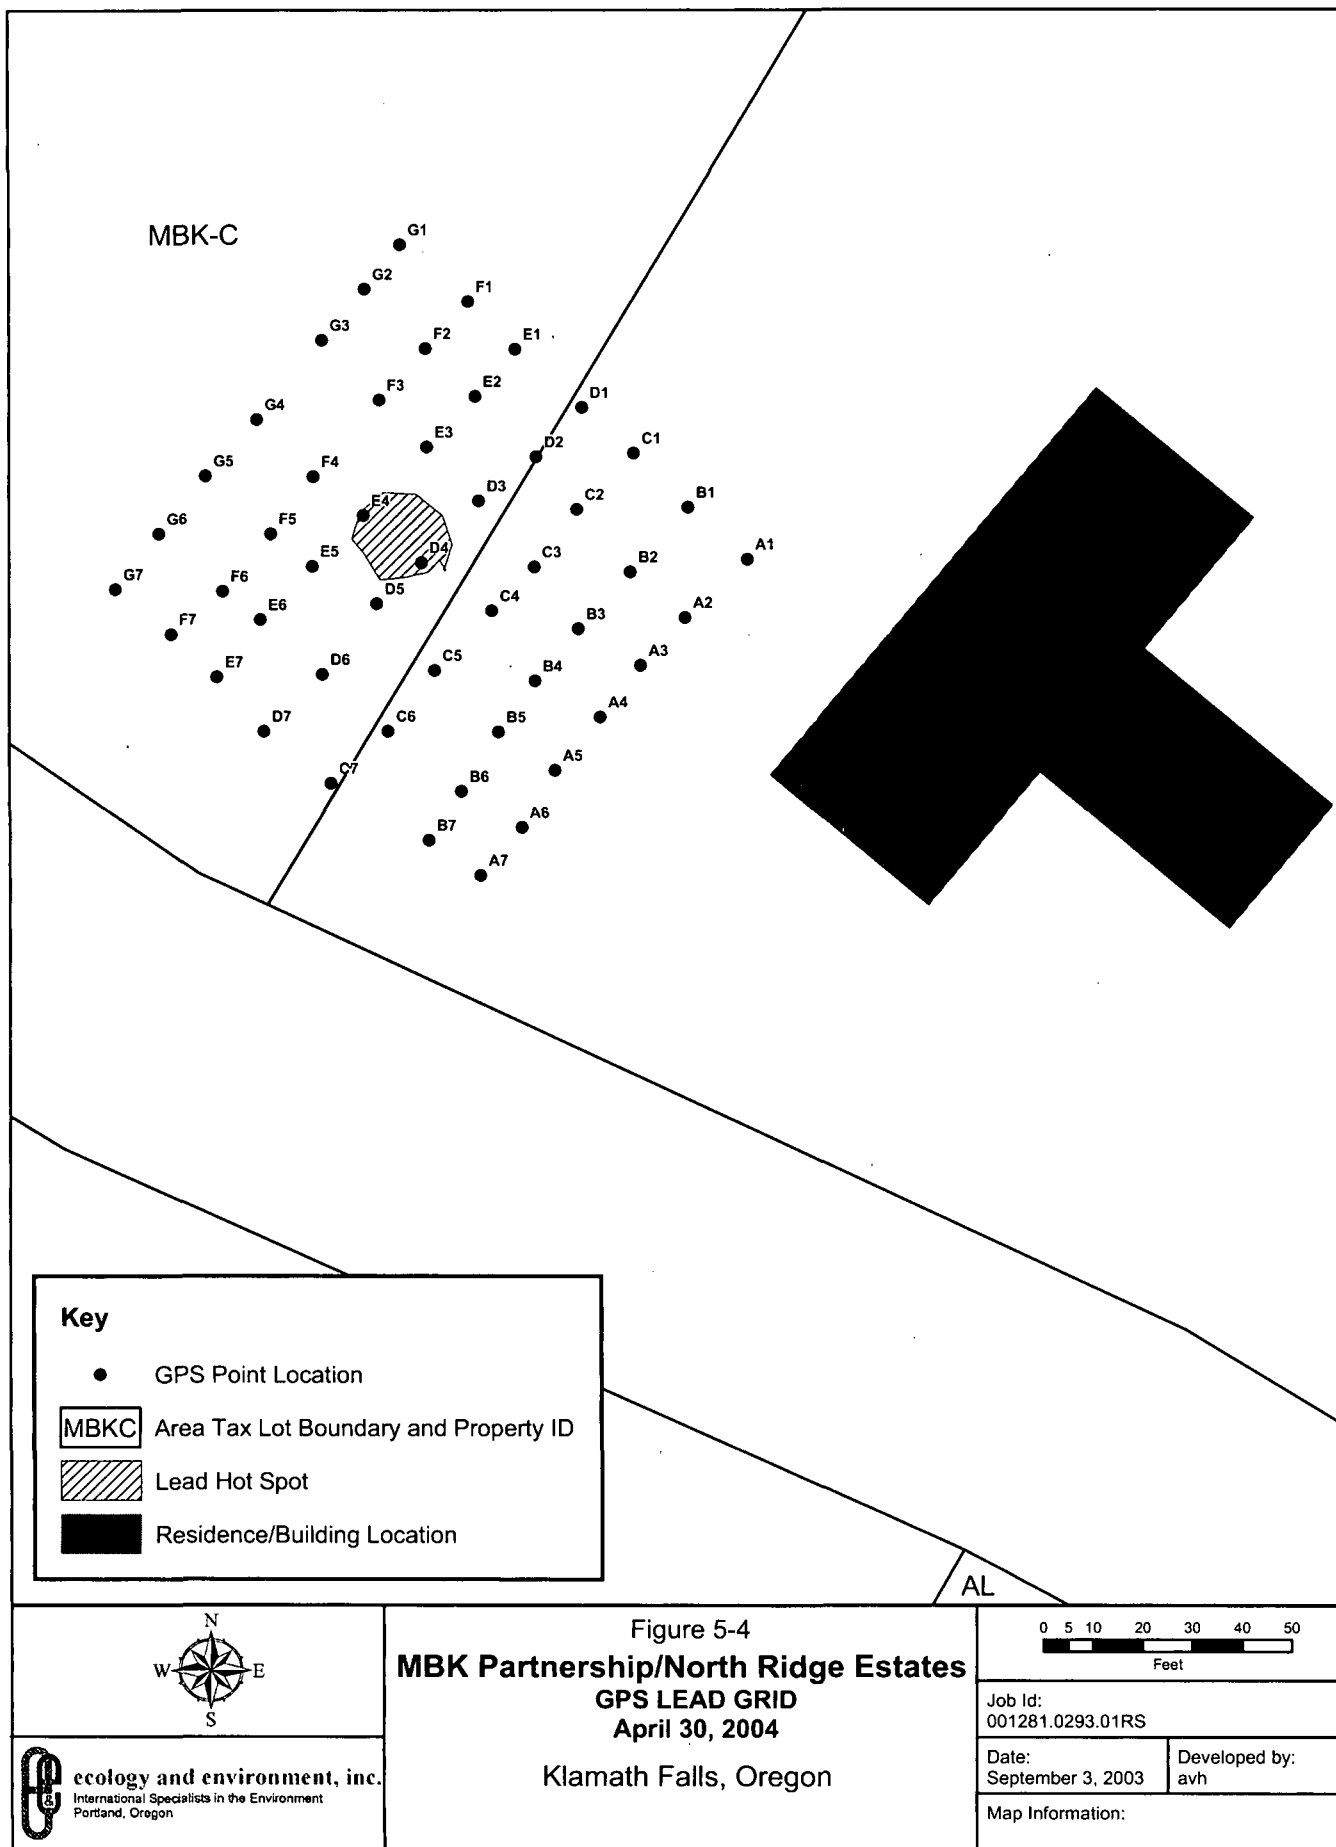 MBK-C
G1
G2
F1
G3
F2
E1
F3
E2
D1
G4
E3
D2
C1
G5
F4
D3
C2
B1
E4
G6
F5
D4
C3
A1
E5
B2
G7
F6
D5
C4
F7
E6
B3
A2
E7
D6
C5
B4
A3
D7
C6
B5
A4
C7
B6
A5
B7
A6
A7
Key
GPS Point Location
MBKC Area Tax Lot Boundary and Property ID
Lead Hot Spot
Residence/Building Location
AL
N
W E
S
ecology and environment, inc.
International Specialists in the Environment
Portland, Oregon
Figure 5-4
MBK Partnership/North Ridge Estates
GPS LEAD GRID
April 30, 2004
Klamath Falls, Oregon
0 5 10 20 30 40 50
Feet
Job Id:
001281.0293.01RS
Date:
September 3, 2003
Developed by:
avh
Map Information: